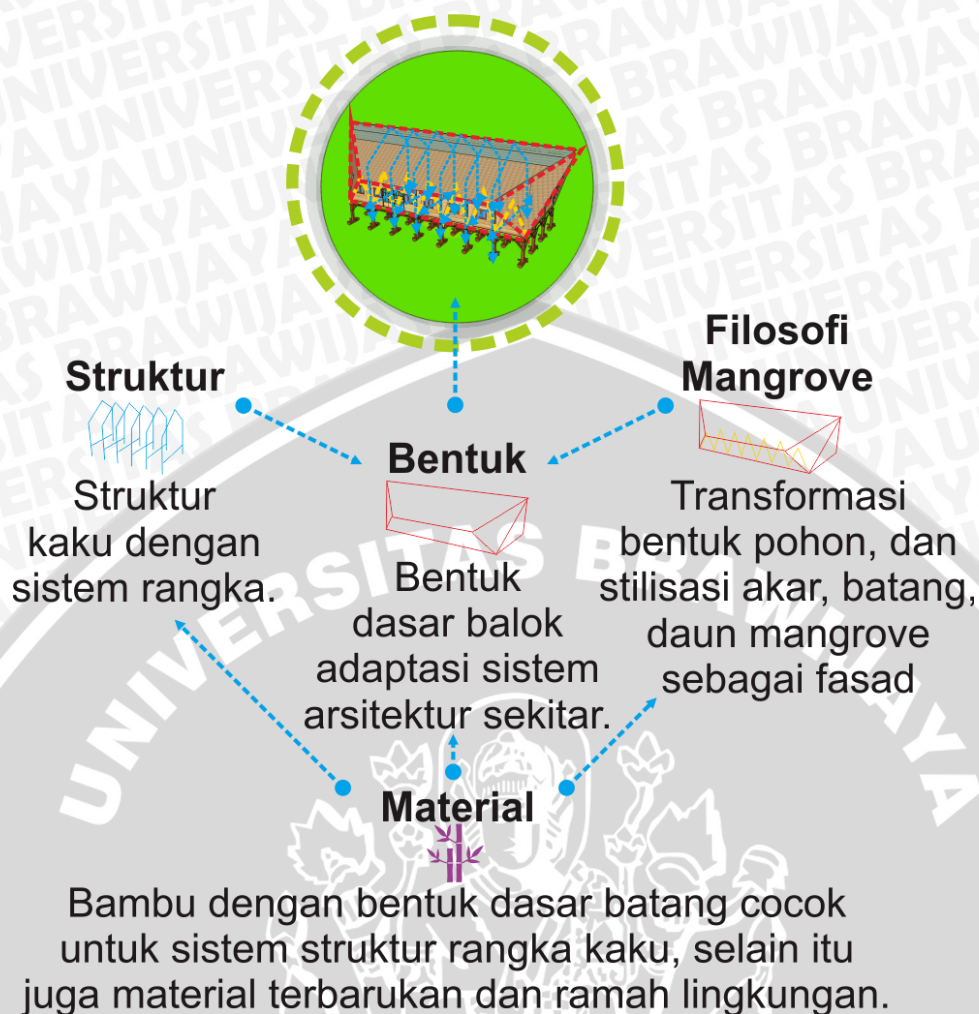 Struktur
Struktur
kaku dengan
sistem rangka.
Bentuk
Bentuk
dasar balok
adaptasi sistem
arsitektur sekitar.
Filosofi
Mangrove
Transformasi
bentuk pohon, dan
stilisasi akar, batang,
daun mangrove
sebagai fasad
Material
Bambu dengan bentuk dasar batang cocok
untuk sistem struktur rangka kaku, selain itu
juga material terbarukan dan ramah lingkungan.
UNIVERSITAS BRAWIJAYA